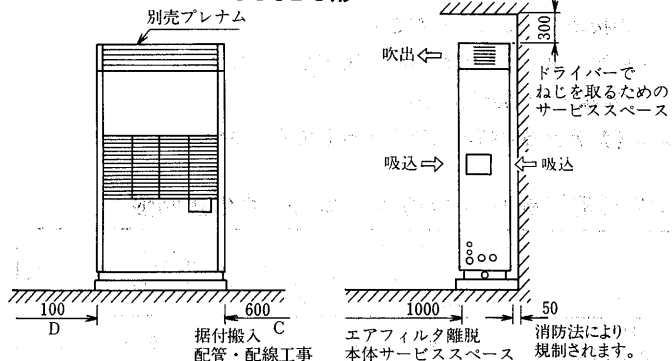 別売プレナム
300
吹出
ドライバーで
ねじを取るための
サービススペース
吸込
吸込
100
D
600
C
据付搬入
配管・配線工事
1000
エアフィルタ離脱
本体サービススペース
50
消防法により
規制されます。